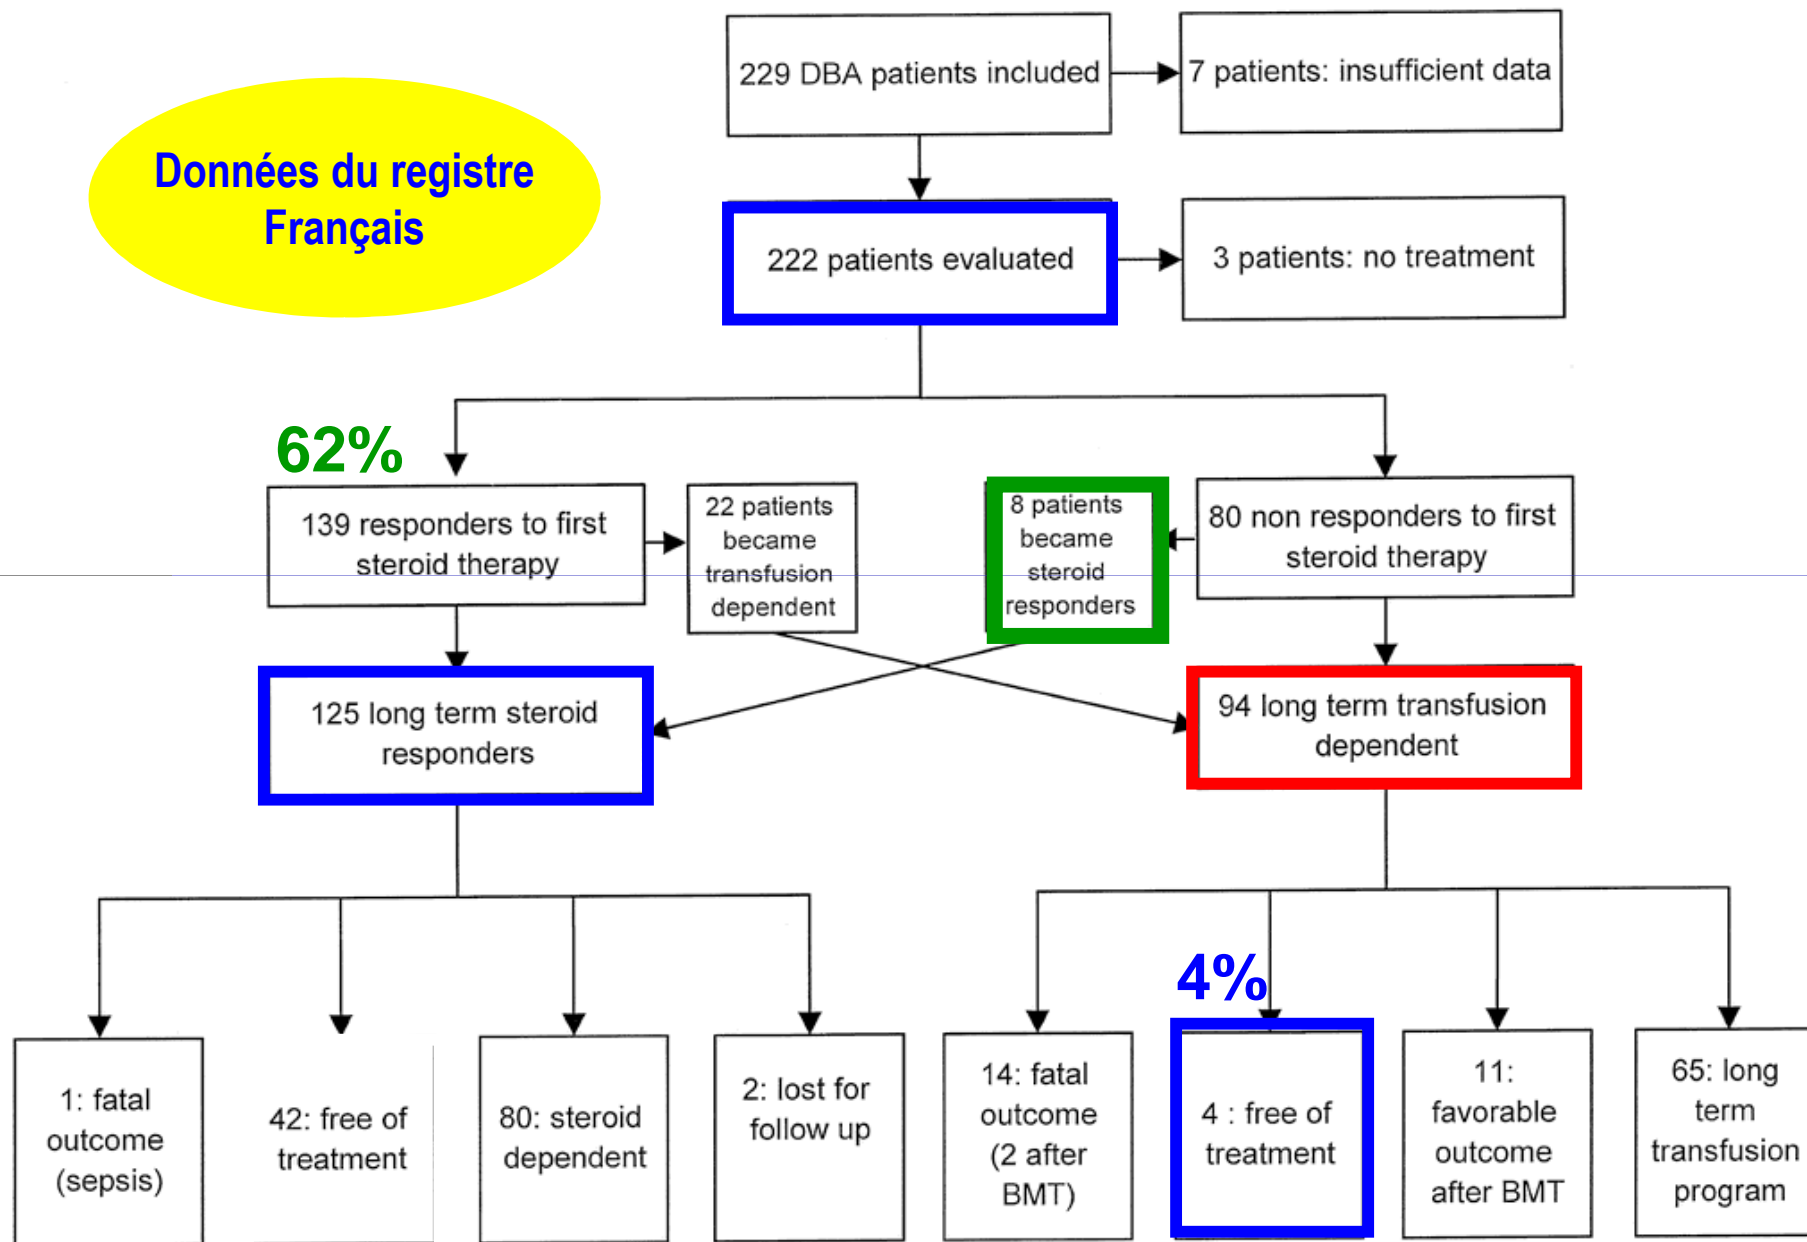 229 DBA patients included
7 patients: insufficient data
Données du registre
Français
222 patients evaluated
3 patients: no treatment
62%
139 responders to first
steroid therapy
22 patients
became
transfusion
dependent
8 patients
became
steroid
responders
80 non responders to first
steroid therapy
125 long term steroid
responders
94 long term transfusion
dependent
4%
1: fatal
outcome
(sepsis)
42: free of
treatment
80: steroid
dependent
2: lost for
follow up
14: fatal
outcome
(2 after
BMT)
4 : free of
treatment
11:
favorable
outcome
after BMT
65: long
term
transfusion
program